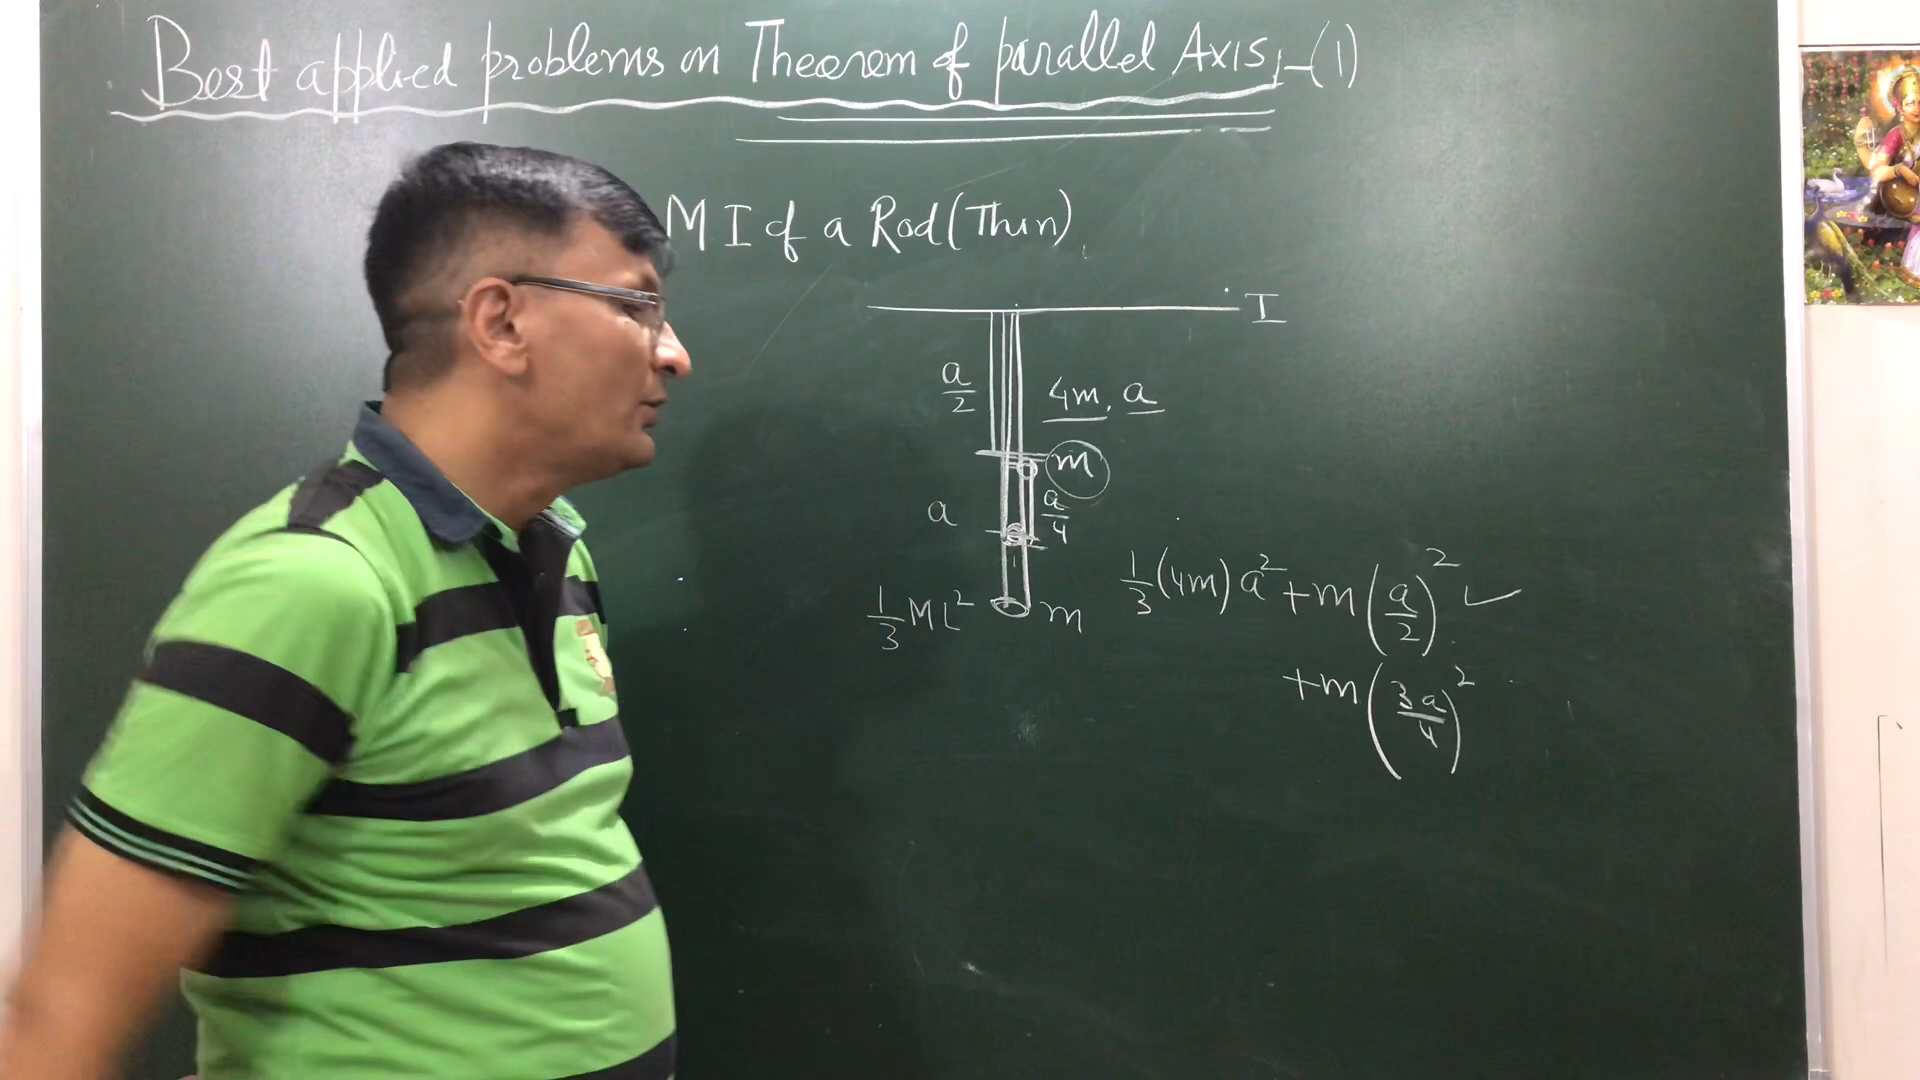 Best applied problems on Theorem of parallel Axis,-(1)
M I of a Rod (Thin)
I
a/2
4m, a
m
a
a/4
1/3 ML²
m
1/3 (4m) a² + m (a/2)² ✓
+ m (3a/4)²